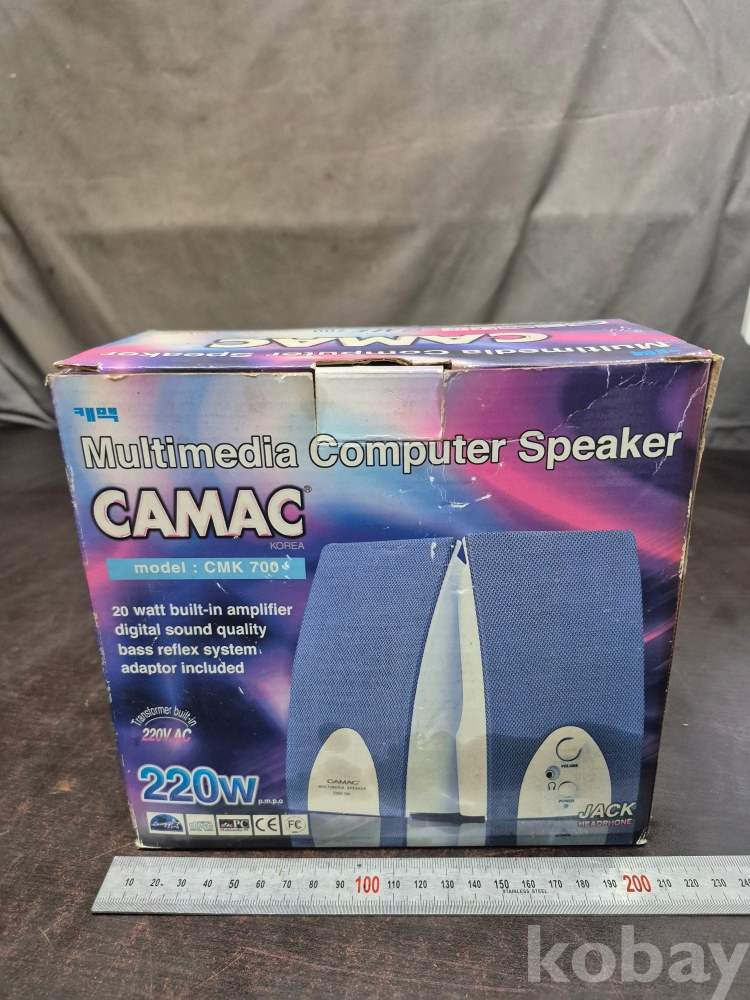 CAMAC
Multimedia Computer Speaker
캐맥
Multimedia Computer Speaker
CAMAC®
KOREA
model : CMK 700+
20 watt built-in amplifier
digital sound quality
bass reflex system
adaptor included
Transformer built-in
220V AC
220W
p.m.p.o
PC CE FC
CAMAC
MULTIMEDIA SPEAKER
VOLUME
POWER
JACK
HEADPHONE
10 20 30 40 50 60 70 80 90 100 110 120 130 140 150 160 170 180 190 200 210 220 230 240
STAINLESS STEEL
kobay